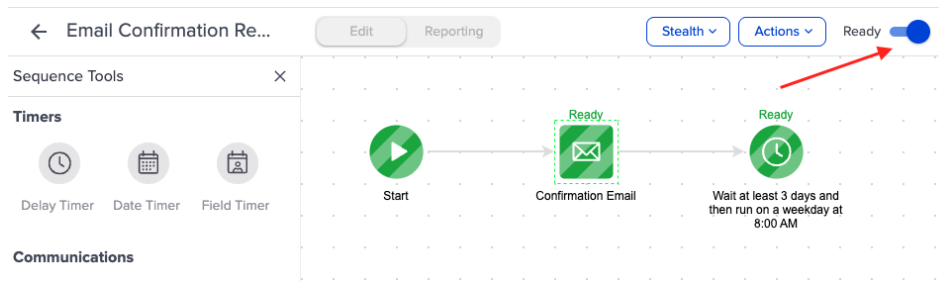 Email Confirmation Re...
Edit
Reporting
Stealth
Actions
Ready
Sequence Tools
Timers
Delay Timer
Date Timer
Field Timer
Communications
Ready
Start
Confirmation Email
Ready
Wait at least 3 days and
then run on a weekday at
8:00 AM